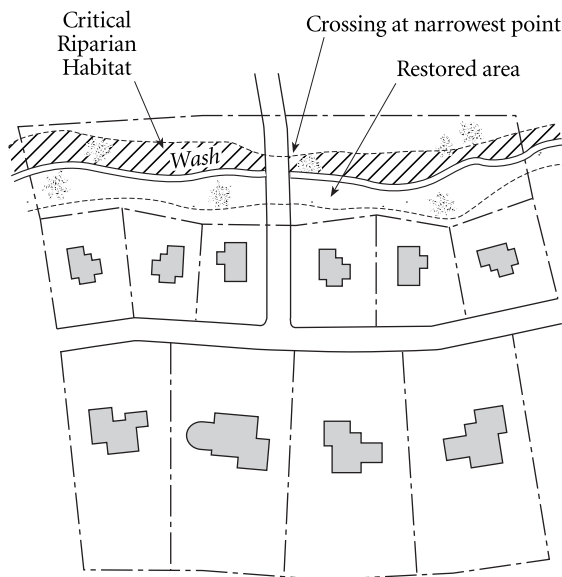 Critical
Riparian
Habitat
Crossing at narrowest point
Restored area
Wash